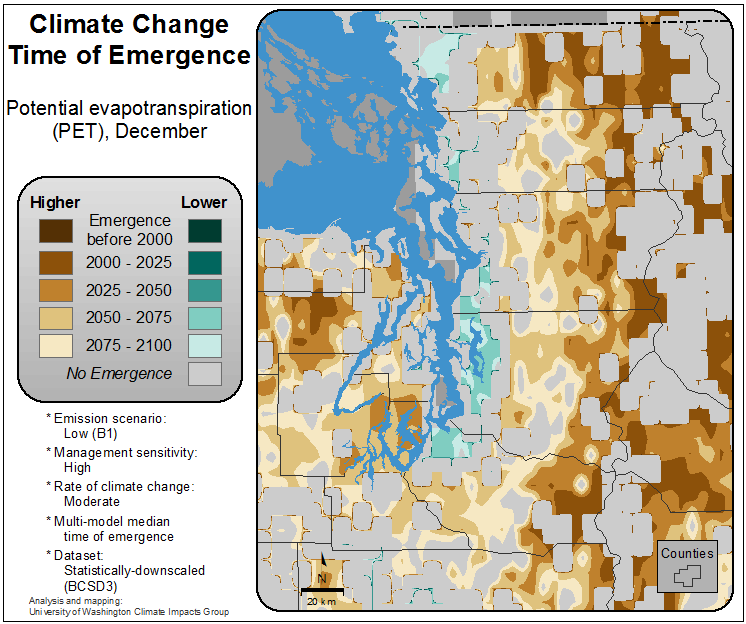 Climate Change
Time of Emergence
Potential evapotranspiration
(PET), December
Higher Lower
Emergence
before 2000
2000 - 2025
2025 - 2050
2050 - 2075
2075 - 2100
No Emergence
* Emission scenario:
Low (B1)
* Management sensitivity:
High
* Rate of climate change:
Moderate
* Multi-model median
time of emergence
* Dataset:
Statistically-downscaled
(BCSD3)
Analysis and mapping:
University of Washington Climate Impacts Group
N
20 km
Counties